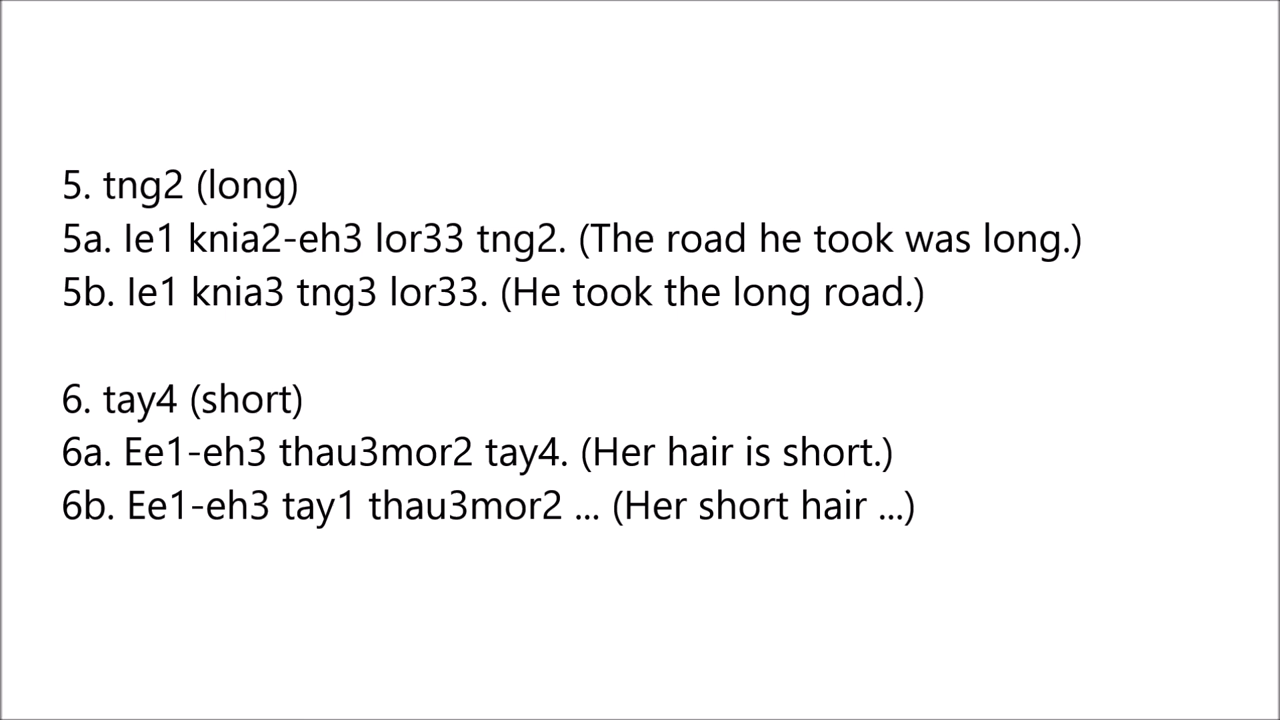 5. tng2 (long)
5a. Ie1 knia2-eh3 lor33 tng2. (The road he took was long.)
5b. Ie1 knia3 tng3 lor33. (He took the long road.)
6. tay4 (short)
6a. Ee1-eh3 thau3mor2 tay4. (Her hair is short.)
6b. Ee1-eh3 tay1 thau3mor2 ... (Her short hair ...)